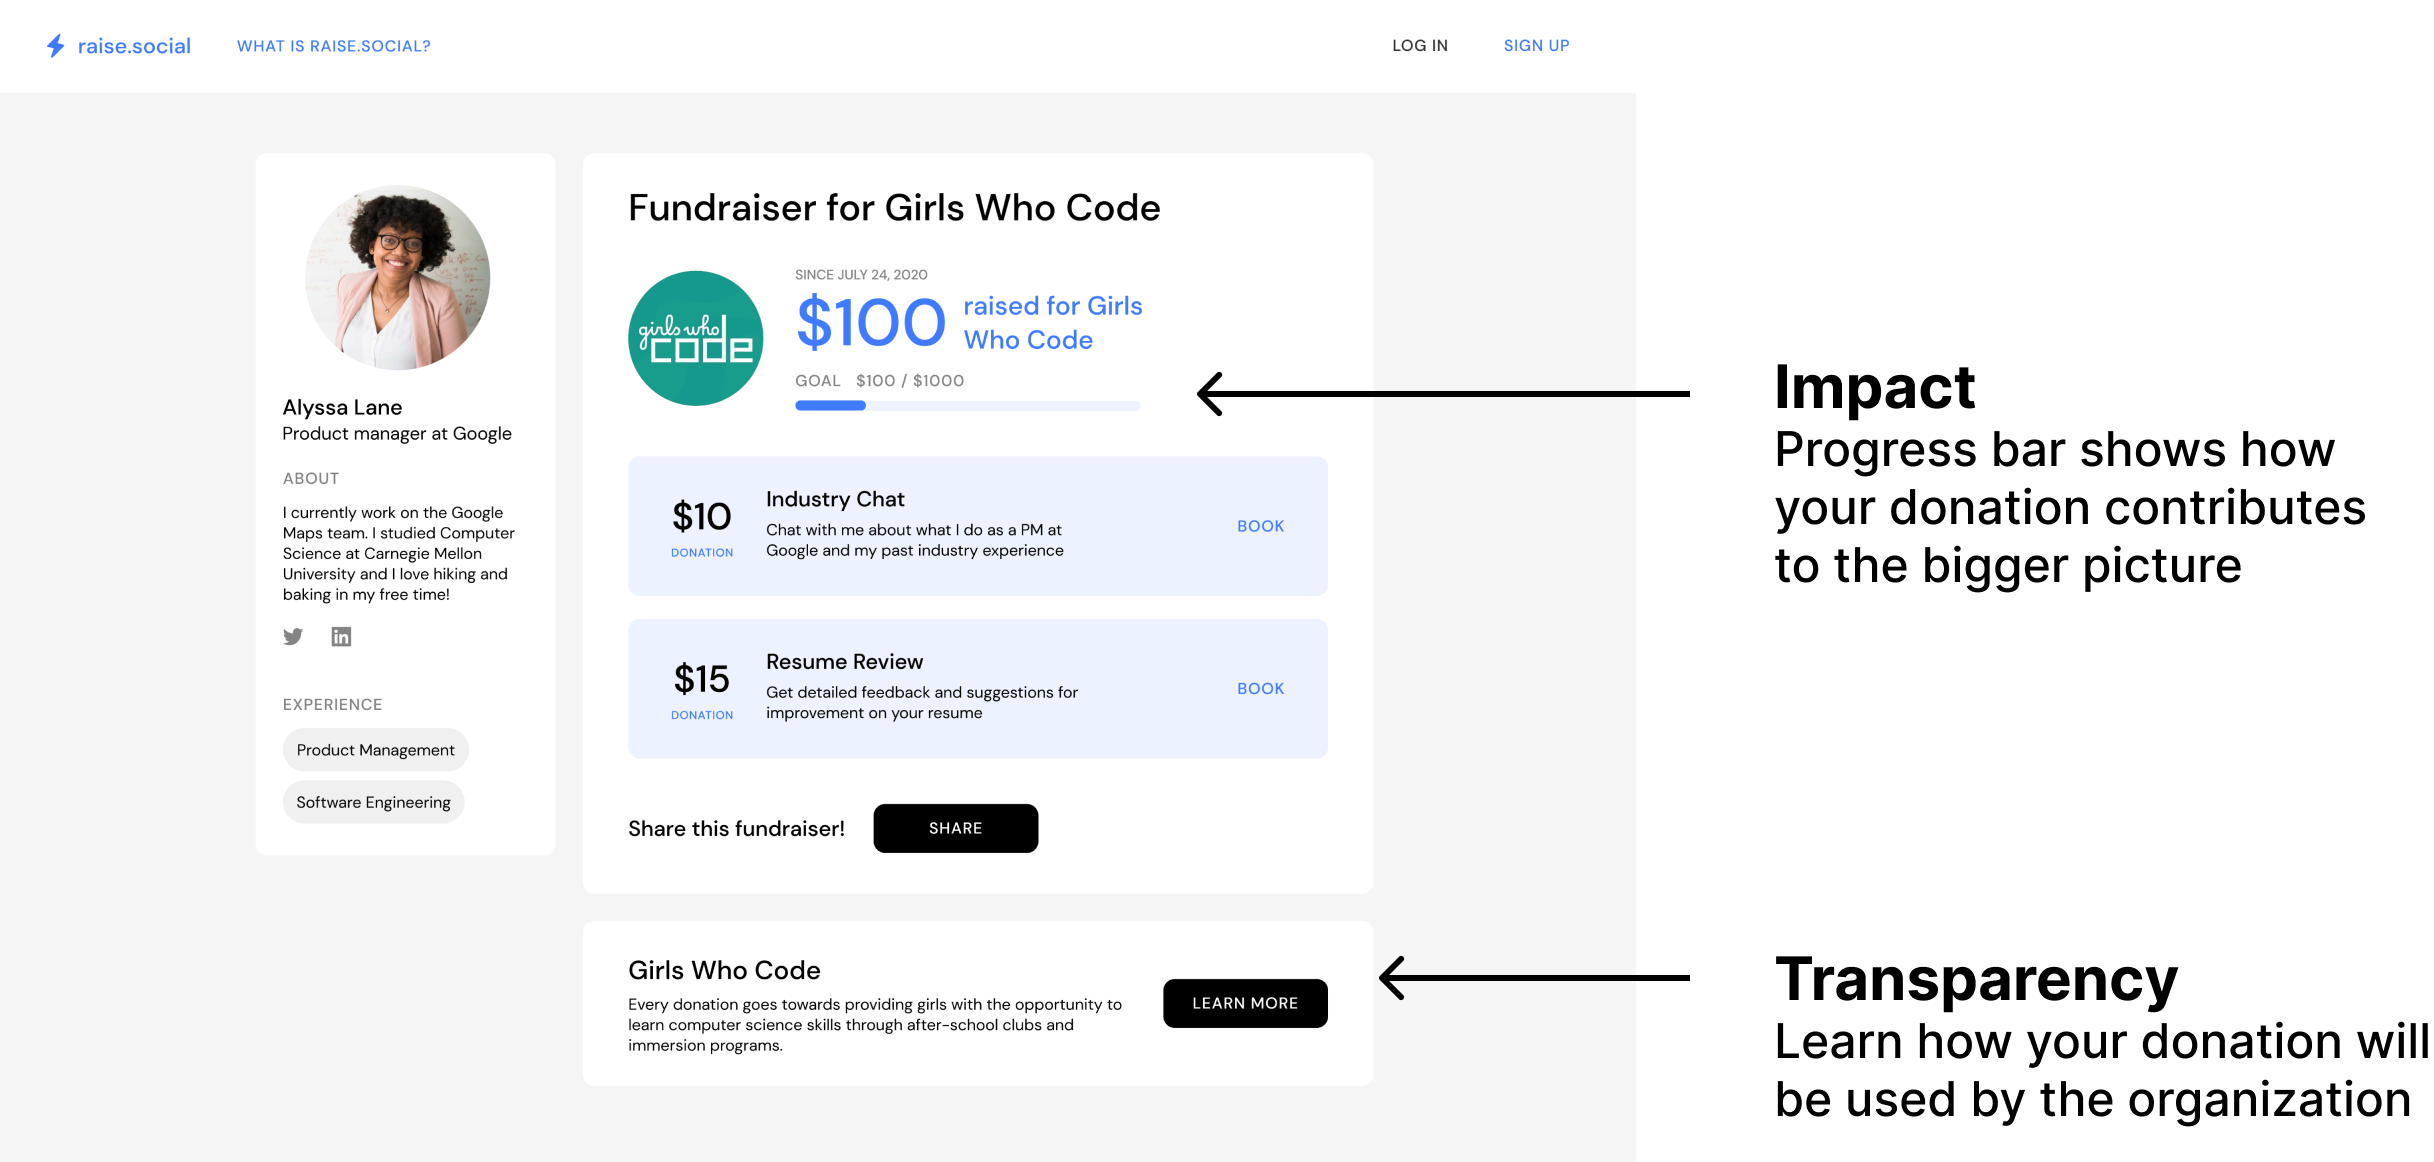 raise.social
WHAT IS RAISE.SOCIAL?
LOG IN
SIGN UP
Alyssa Lane
Product manager at Google
ABOUT
I currently work on the Google
Maps team. I studied Computer
Science at Carnegie Mellon
University and I love hiking and
baking in my free time!
in
EXPERIENCE
Product Management
Software Engineering
Fundraiser for Girls Who Code
girls who
code
SINCE JULY 24, 2020
$100
raised for Girls
Who Code
GOAL $100 / $1000
$10
DONATION
Industry Chat
Chat with me about what I do as a PM at
Google and my past industry experience
BOOK
$15
DONATION
Resume Review
Get detailed feedback and suggestions for
improvement on your resume
BOOK
Share this fundraiser!
SHARE
Girls Who Code
Every donation goes towards providing girls with the opportunity to
learn computer science skills through after-school clubs and
immersion programs.
LEARN MORE
Impact
Progress bar shows how
your donation contributes
to the bigger picture
Transparency
Learn how your donation will
be used by the organization